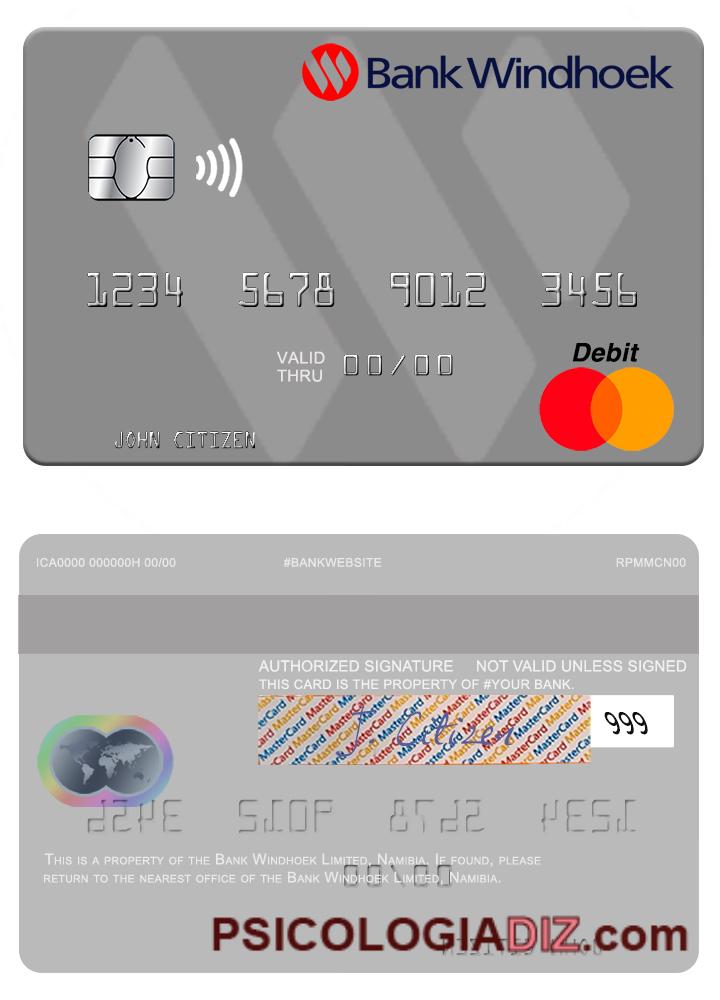 Bank Windhoek
1234 5678 9012 3456
VALID THRU 00/00
Debit
JOHN CITIZEN
ICA0000 000000H 00/00 #BANKWEBSITE RPMMCN00
AUTHORIZED SIGNATURE NOT VALID UNLESS SIGNED
THIS CARD IS THE PROPERTY OF #YOUR BANK.
MasterCard MasterCard MasterCard
J. Citizen
999
THIS IS A PROPERTY OF THE BANK WINDHOEK LIMITED, NAMIBIA. IF FOUND, PLEASE
RETURN TO THE NEAREST OFFICE OF THE BANK WINDHOEK LIMITED, NAMIBIA.
PSICOLOGIADIZ.com